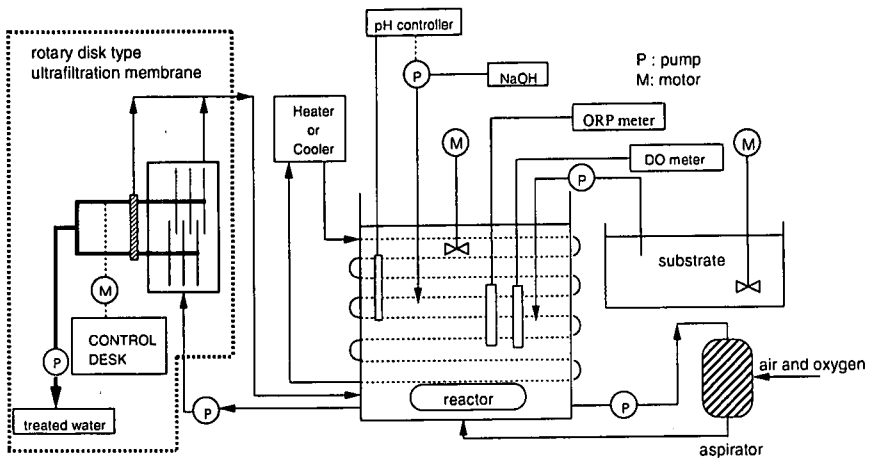 rotary disk type
ultrafiltration membrane
pH controller
P
NaOH
P : pump
M: motor
Heater
or
Cooler
ORP meter
M
M
DO meter
P
substrate
M
CONTROL
DESK
P
air and oxygen
reactor
P
P
treated water
aspirator